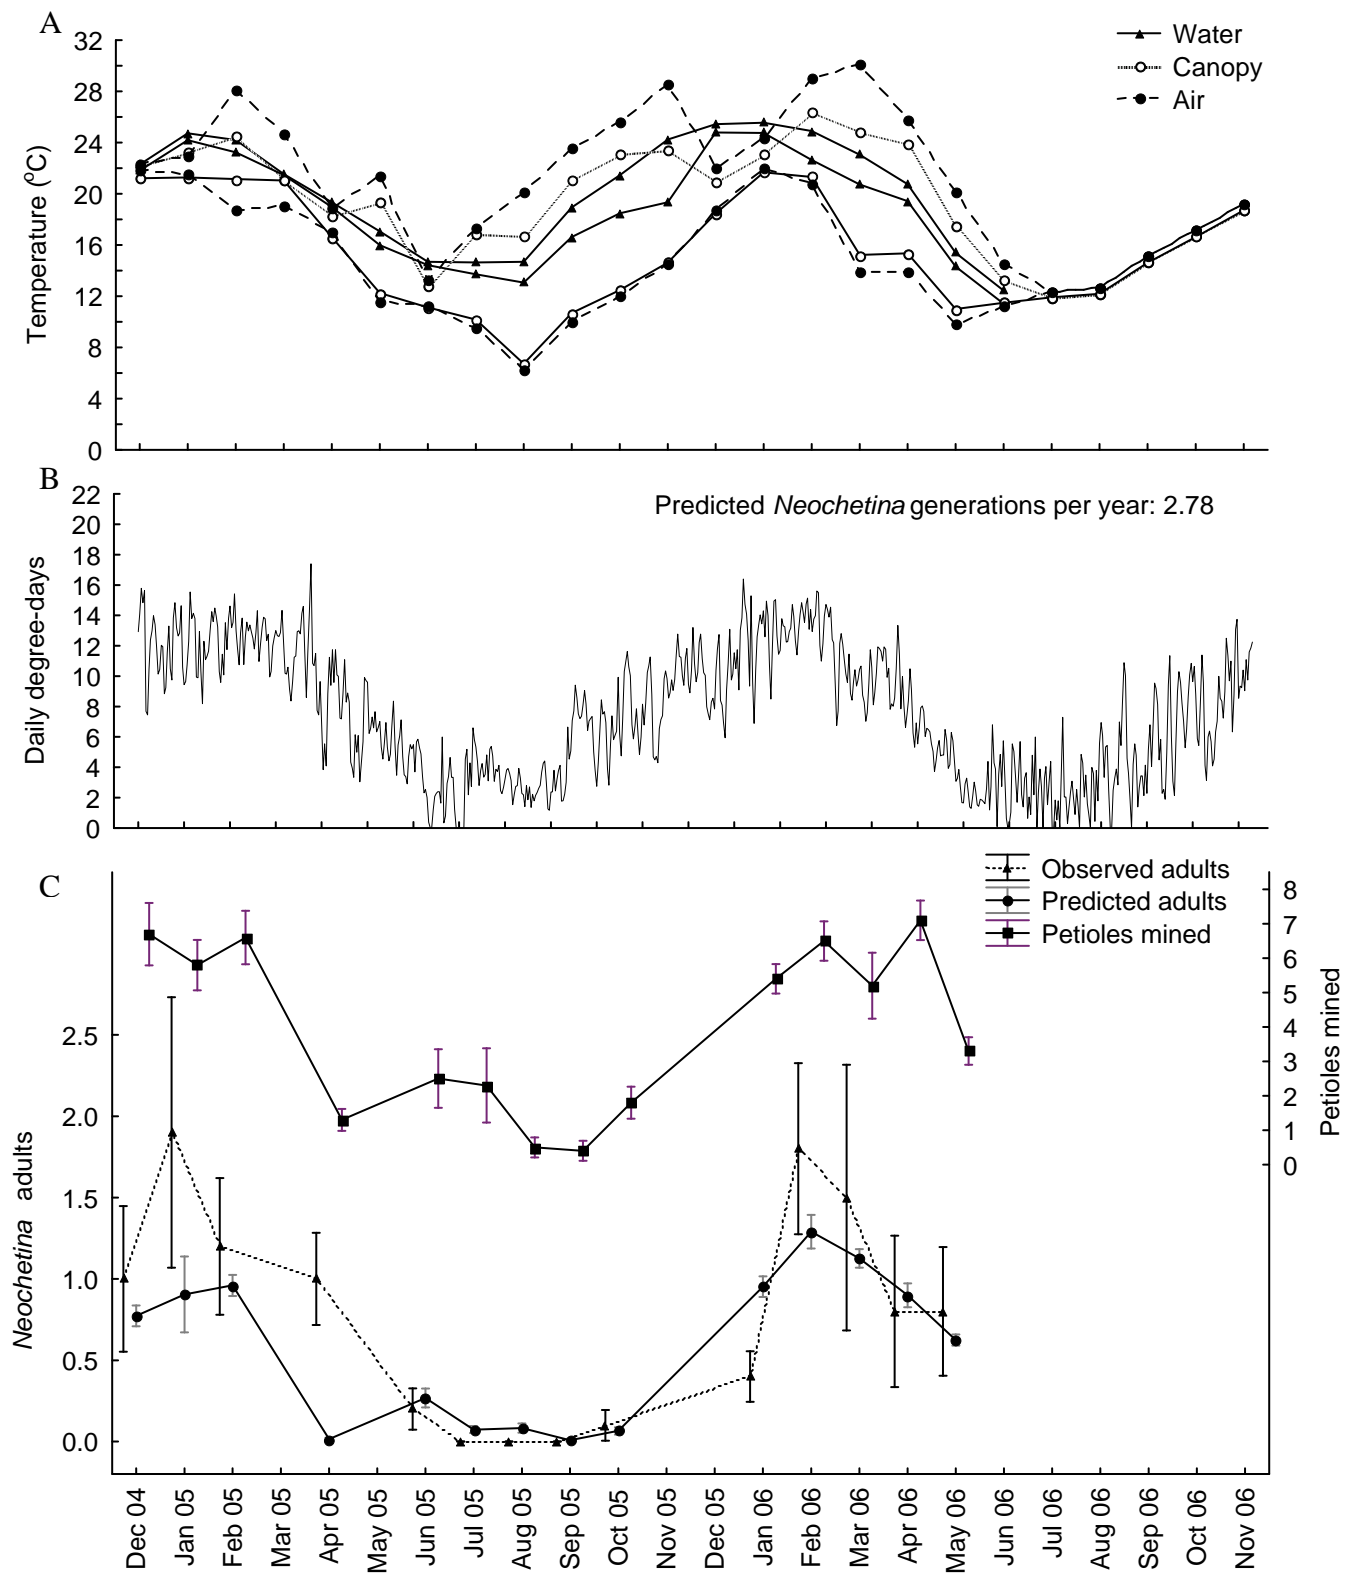 A
Water
Canopy
Air
32
28
24
20
16
12
8
4
0
Temperature (°C)
B
Predicted Neochetina generations per year: 2.78
22
20
18
16
14
12
10
8
6
4
2
0
Daily degree-days
C
Observed adults
Predicted adults
Petioles mined
8
7
6
5
4
3
2
1
0
Petioles mined
2.5
2.0
1.5
1.0
0.5
0.0
Neochetina adults
Dec 04
Jan 05
Feb 05
Mar 05
Apr 05
May 05
Jun 05
Jul 05
Aug 05
Sep 05
Oct 05
Nov 05
Dec 05
Jan 06
Feb 06
Mar 06
Apr 06
May 06
Jun 06
Jul 06
Aug 06
Sep 06
Oct 06
Nov 06